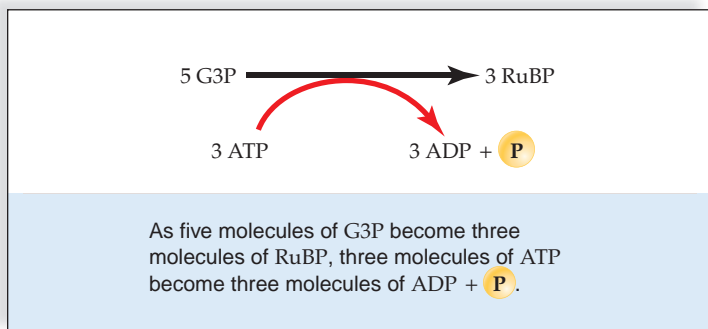 5 G3P 3 RuBP
3 ATP 3 ADP + P
As five molecules of G3P become three
molecules of RuBP, three molecules of ATP
become three molecules of ADP + P.